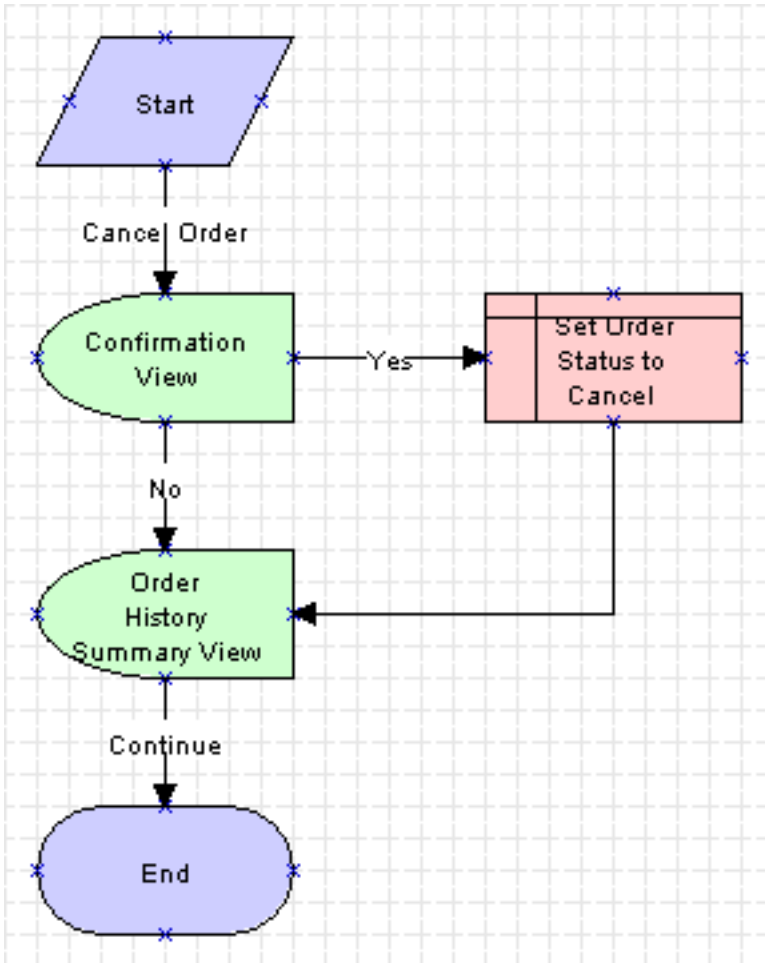 Start
Cancel Order
Confirmation
View
Yes
Set Order
Status to
Cancel
No
Order
History
Summary View
Continue
End